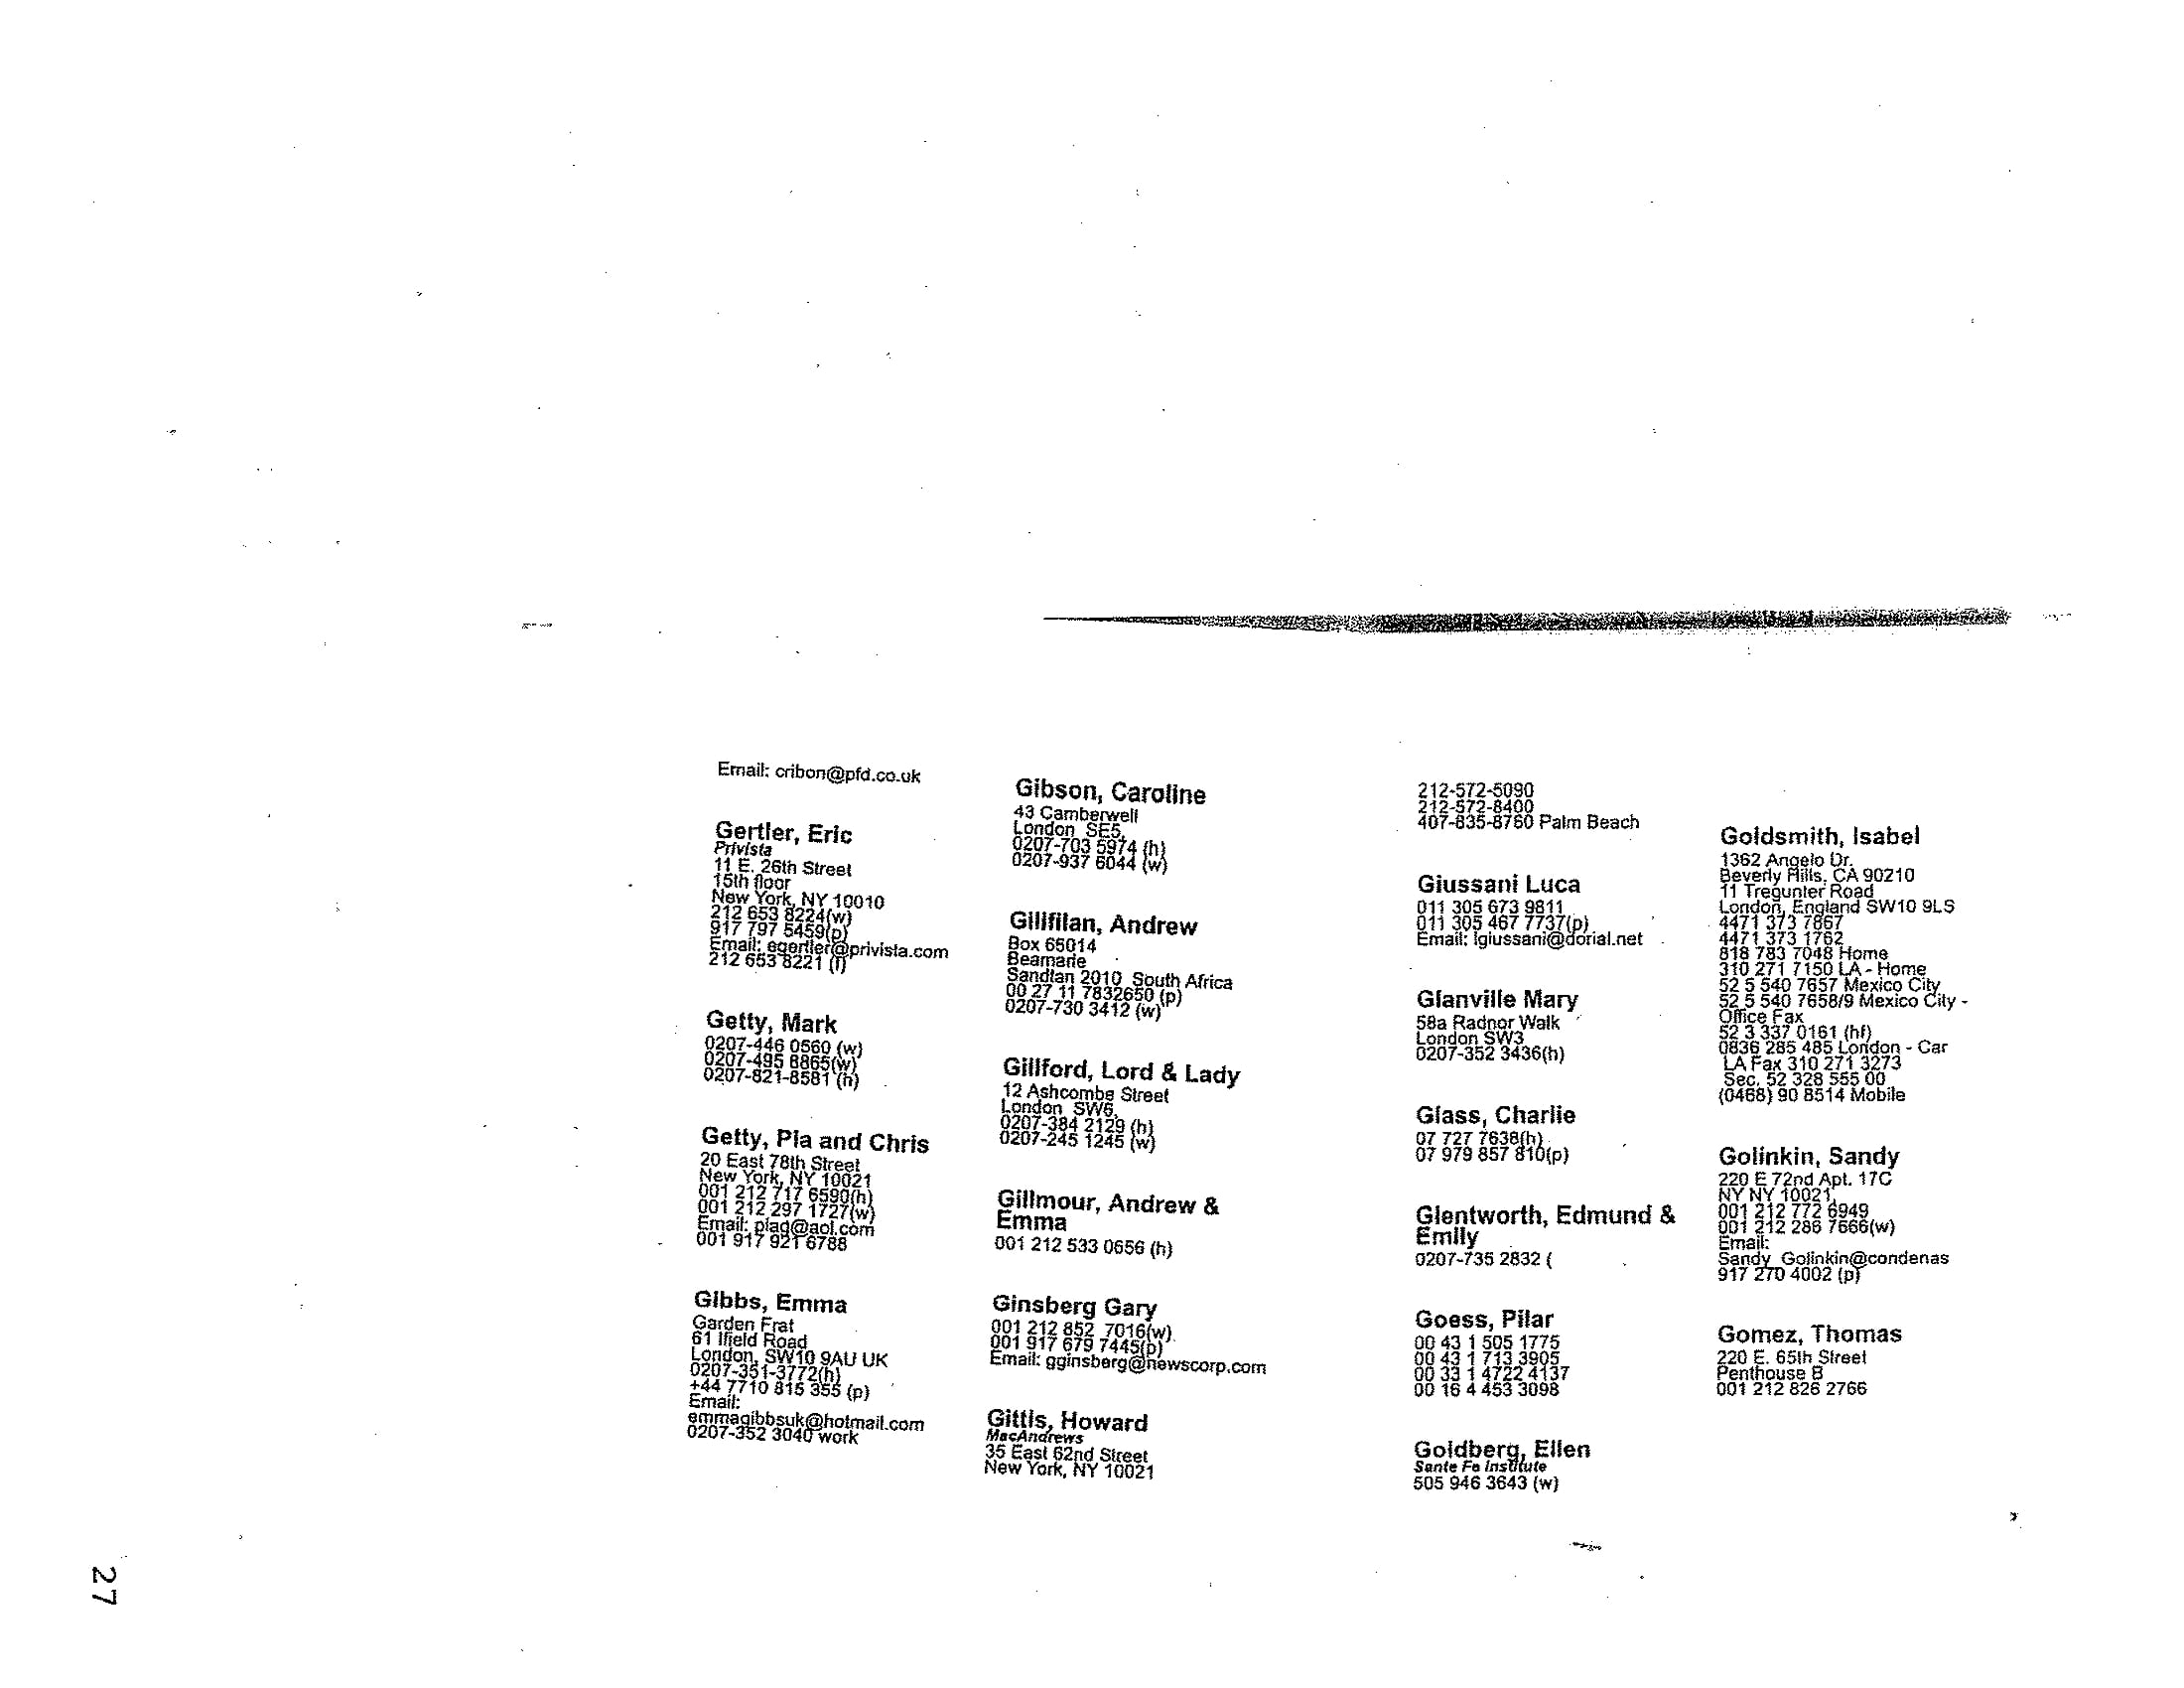 Email: cribon@pfd.co.uk
Gertler, Eric
Privista
11 E. 26th Street
15th floor
New York, NY 10010
212 653 8224(w)
917 797 5459(p)
Email: egertler@privista.com
212 653 8221 (f)
Getty, Mark
0207-446 0560 (w)
0207-495 8865(w)
0207-821-8581 (h)
Getty, Pia and Chris
20 East 78th Street
New York, NY 10021
001 212 717 6590(h)
001 212 297 1727(w)
Email: piag@aol.com
001 917 921 6788
Gibbs, Emma
Garden Frat
61 Ifield Road
London, SW10 9AU UK
0207-351-3772(h)
+44 7710 815 355 (p)
Email:
emmagibbsuk@hotmail.com
0207-352 3040 work
Gibson, Caroline
43 Camberwell
London SE5,
0207-703 5974 (h)
0207-937 6044 (w)
Gilifilan, Andrew
Box 65014
Beamarie
Sandtan 2010 South Africa
00 27 11 7832650 (p)
0207-730 3412 (w)
Gillford, Lord & Lady
12 Ashcombe Street
London SW6,
0207-384 2129 (h)
0207-245 1245 (w)
Gillmour, Andrew &
Emma
001 212 533 0656 (h)
Ginsberg Gary
001 212 852 7016(w)
001 917 679 7445(p)
Email: gginsberg@newscorp.com
Gittis, Howard
MacAndrews
35 East 62nd Street
New York, NY 10021
212-572-5090
212-572-8400
407-835-8760 Palm Beach
Giussani Luca
011 305 673 9811
011 305 467 7737(p)
Email: lgiussani@dorial.net
Glanville Mary
58a Radnor Walk
London SW3
0207-352 3436(h)
Glass, Charlie
07 727 7638(h)
07 979 857 810(p)
Glentworth, Edmund &
Emily
0207-735 2832 (
Goess, Pilar
00 43 1 505 1775
00 43 1 713 3905
00 33 1 4722 4137
00 16 4 453 3098
Goldberg, Ellen
Sante Fe Institute
505 946 3643 (w)
Goldsmith, Isabel
1362 Angelo Dr.
Beverly Hills, CA 90210
11 Tregunter Road
London, England SW10 9LS
4471 373 7867
4471 373 1762
818 783 7048 Home
310 271 7150 LA - Home
52 5 540 7657 Mexico City
52 5 540 7658/9 Mexico City -
Office Fax
52 3 337 0161 (hf)
0836 285 485 London - Car
LA Fax 310 271 3273
Sec. 52 328 555 00
(0468) 90 8514 Mobile
Golinkin, Sandy
220 E 72nd Apt. 17C
NY NY 10021,
001 212 772 6949
001 212 286 7666(w)
Email:
Sandy_Golinkin@condenas
917 270 4002 (p)
Gomez, Thomas
220 E. 65th Street
Penthouse B
001 212 826 2766
27